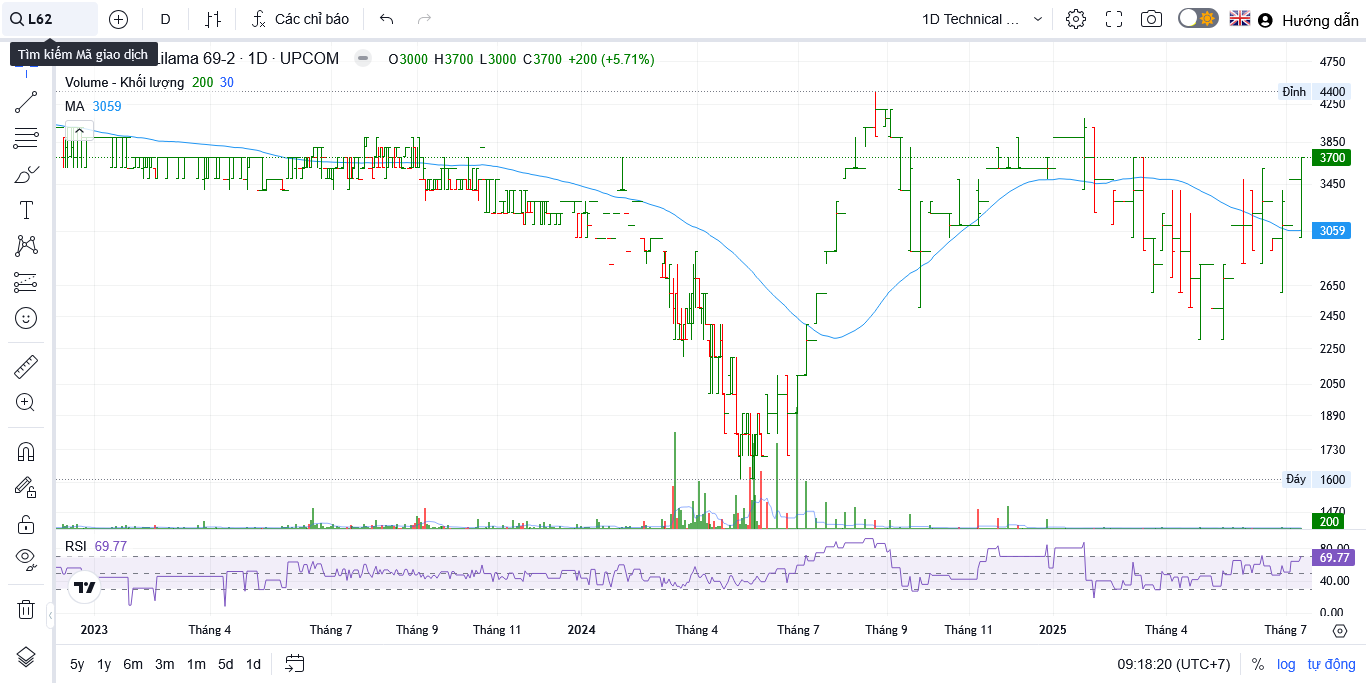 L62
D
Các chỉ báo
1D Technical ...
Hướng dẫn
Tìm kiếm Mã giao dịch
Lilama 69-2 · 1D · UPCOM
O3000 H3700 L3000 C3700 +200 (+5.71%)
Volume - Khối lượng 200 30
MA 3059
4750
Đỉnh 4400
4250
3850
3700
3450
3059
2650
2450
2250
2050
1890
1730
Đáy 1600
1470
200
RSI 69.77
80.00
69.77
40.00
0.00
2023 Tháng 4 Tháng 7 Tháng 9 Tháng 11 2024 Tháng 4 Tháng 7 Tháng 9 Tháng 11 2025 Tháng 4 Tháng 7
5y 1y 6m 3m 1m 5d 1d
09:18:20 (UTC+7) % log tự động